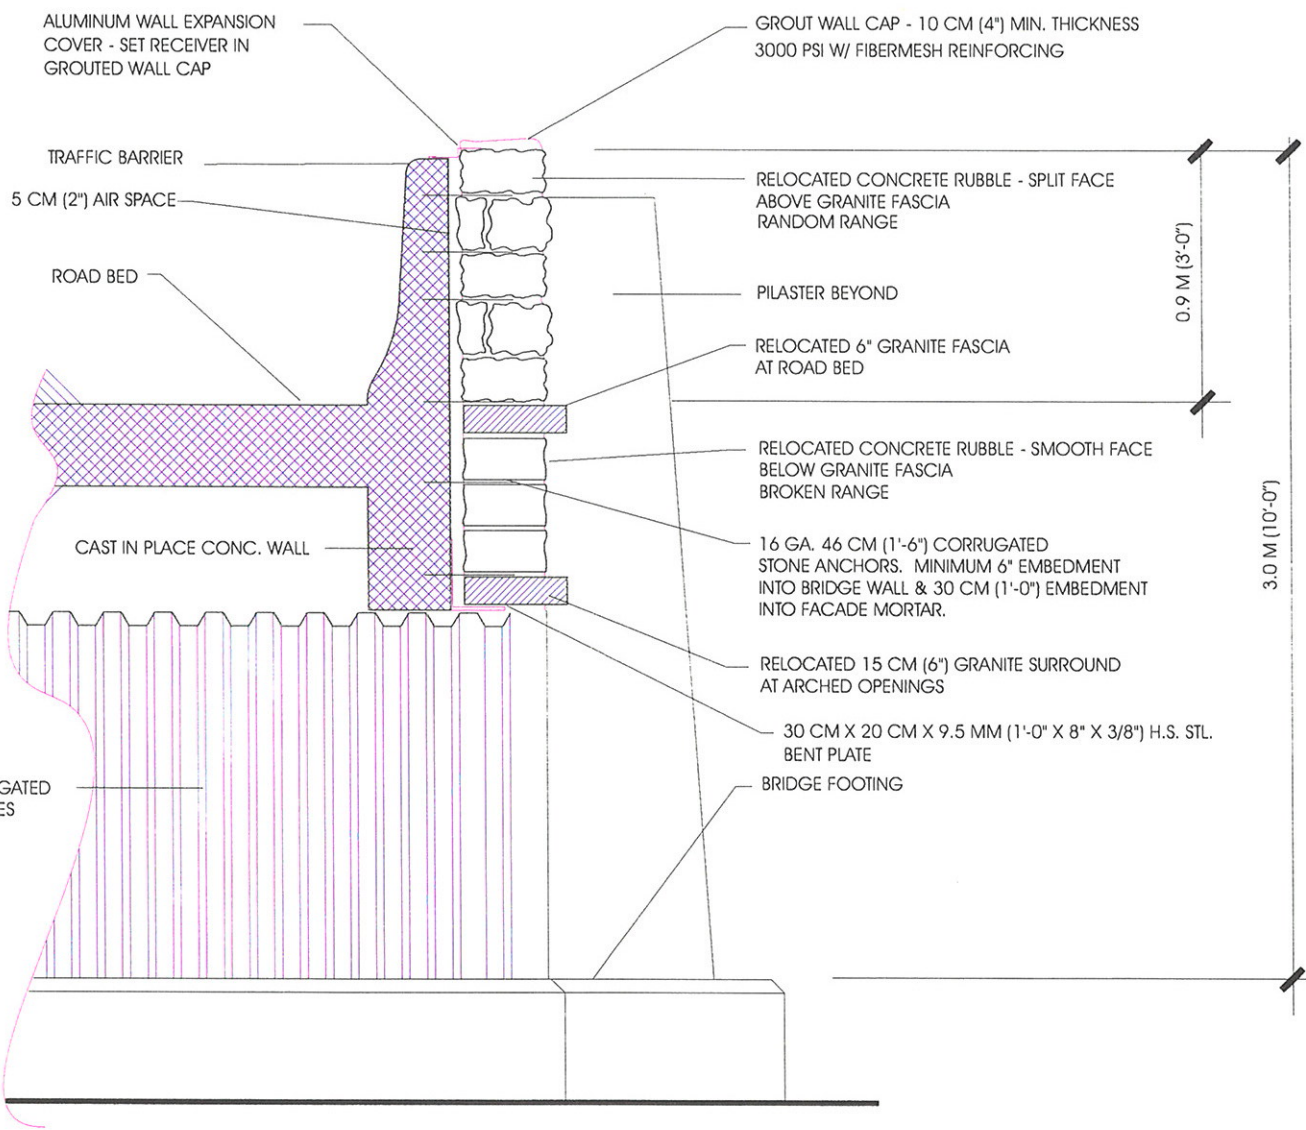 ALUMINUM WALL EXPANSION
COVER - SET RECEIVER IN
GROUTED WALL CAP
GROUT WALL CAP - 10 CM (4") MIN. THICKNESS
3000 PSI W/ FIBERMESH REINFORCING
TRAFFIC BARRIER
5 CM (2") AIR SPACE
ROAD BED
RELOCATED CONCRETE RUBBLE - SPLIT FACE
ABOVE GRANITE FASCIA
RANDOM RANGE
PILASTER BEYOND
RELOCATED 6" GRANITE FASCIA
AT ROAD BED
0.9 M (3'-0")
RELOCATED CONCRETE RUBBLE - SMOOTH FACE
BELOW GRANITE FASCIA
BROKEN RANGE
CAST IN PLACE CONC. WALL
16 GA. 46 CM (1'-6") CORRUGATED
STONE ANCHORS. MINIMUM 6" EMBEDMENT
INTO BRIDGE WALL & 30 CM (1'-0") EMBEDMENT
INTO FACADE MORTAR.
3.0 M (10'-0")
RELOCATED 15 CM (6") GRANITE SURROUND
AT ARCHED OPENINGS
30 CM X 20 CM X 9.5 MM (1'-0" X 8" X 3/8") H.S. STL.
BENT PLATE
BRIDGE FOOTING
GATED
ES